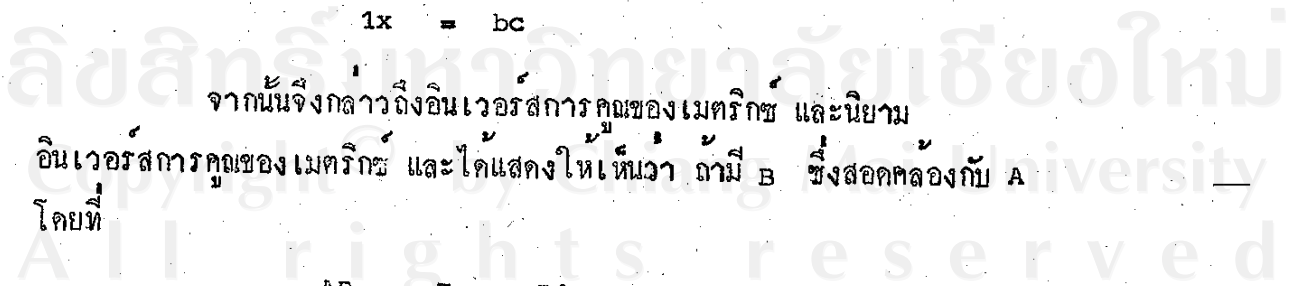 1x = bc
จากนั้นจึงกล่าวถึงอินเวอร์สการคูณของเมตริกซ์ และนิยาม
อินเวอร์สการคูณของเมตริกซ์ และได้แสดงให้เห็นว่า ถ้ามี B ซึ่งสอดคล้องกับ A
โดยที่
ลิขสิทธิ์มหาวิทยาลัยเชียงใหม่
Copyright by Chiang Mai University
All rights reserved